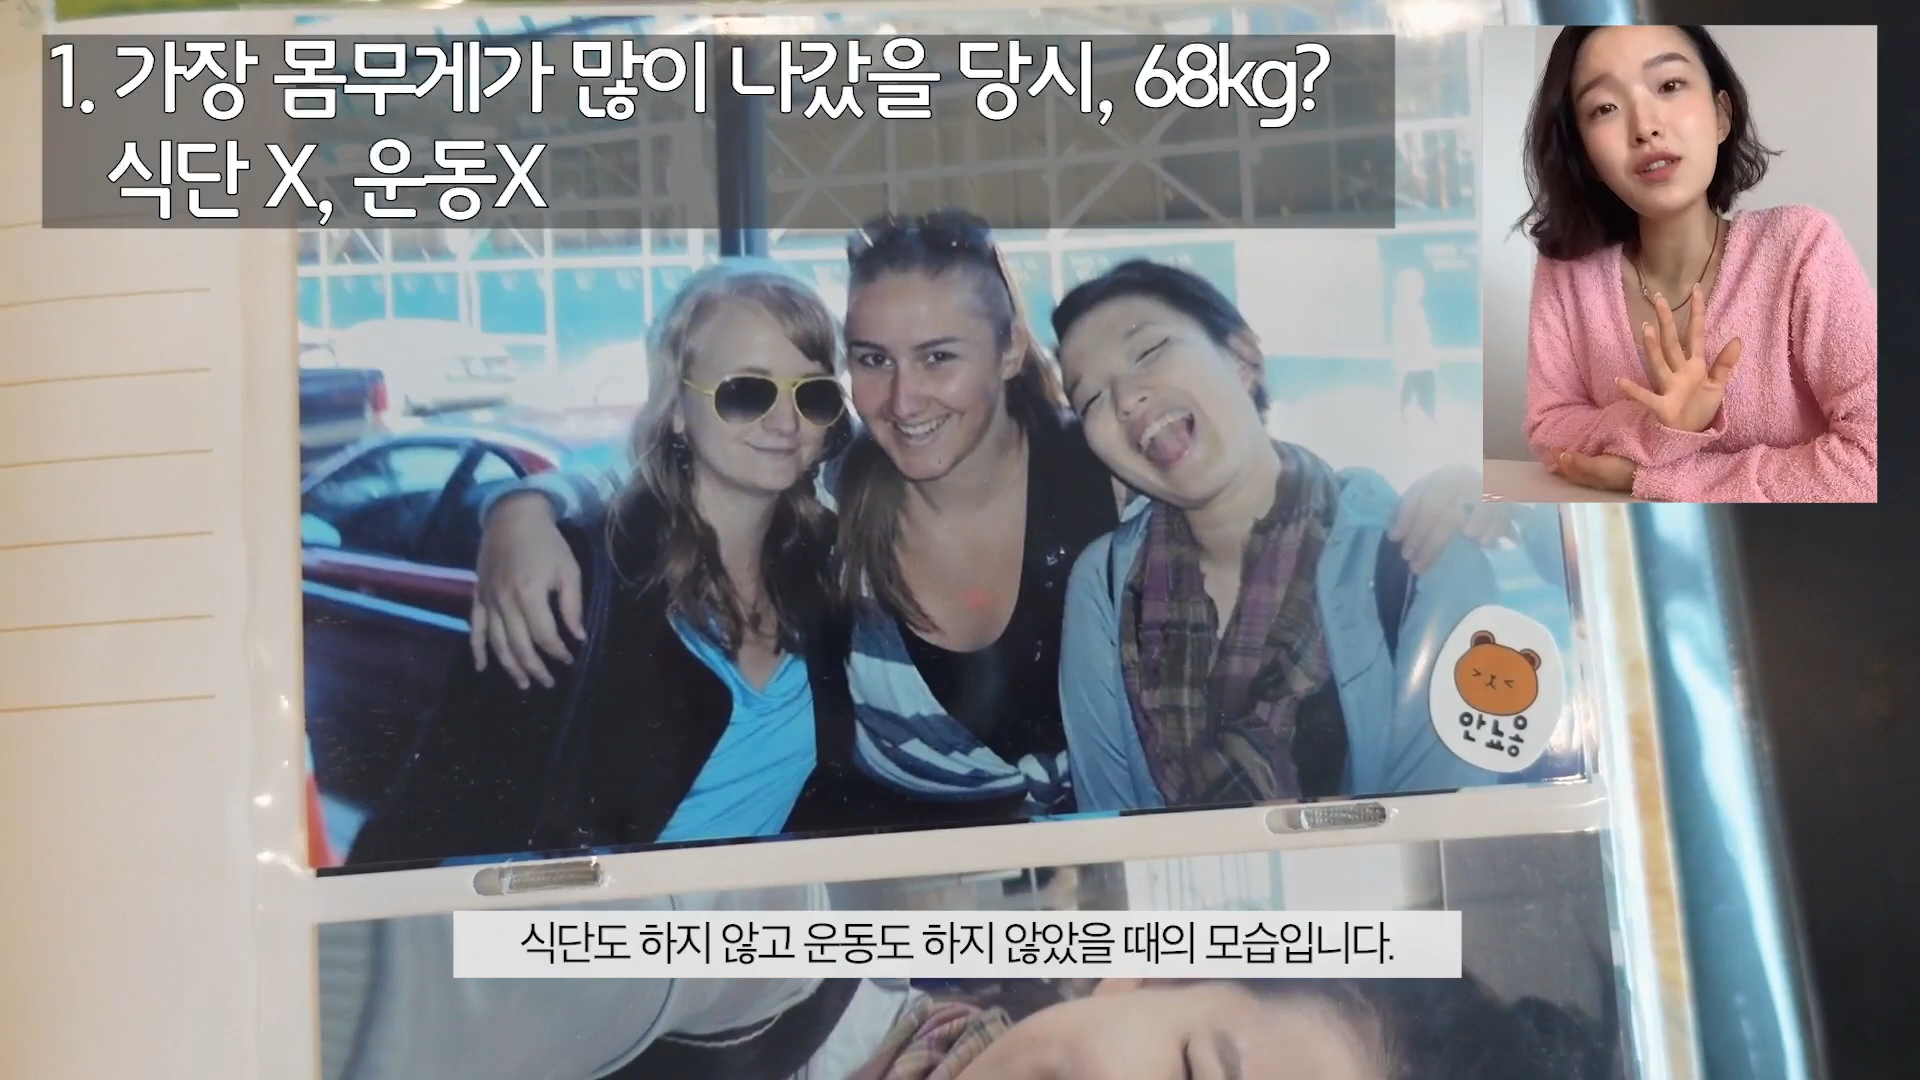 1. 가장 몸무게가 많이 나갔을 당시, 68kg?
식단 X, 운동X
안뇨옹
식단도 하지 않고 운동도 하지 않았을 때의 모습입니다.